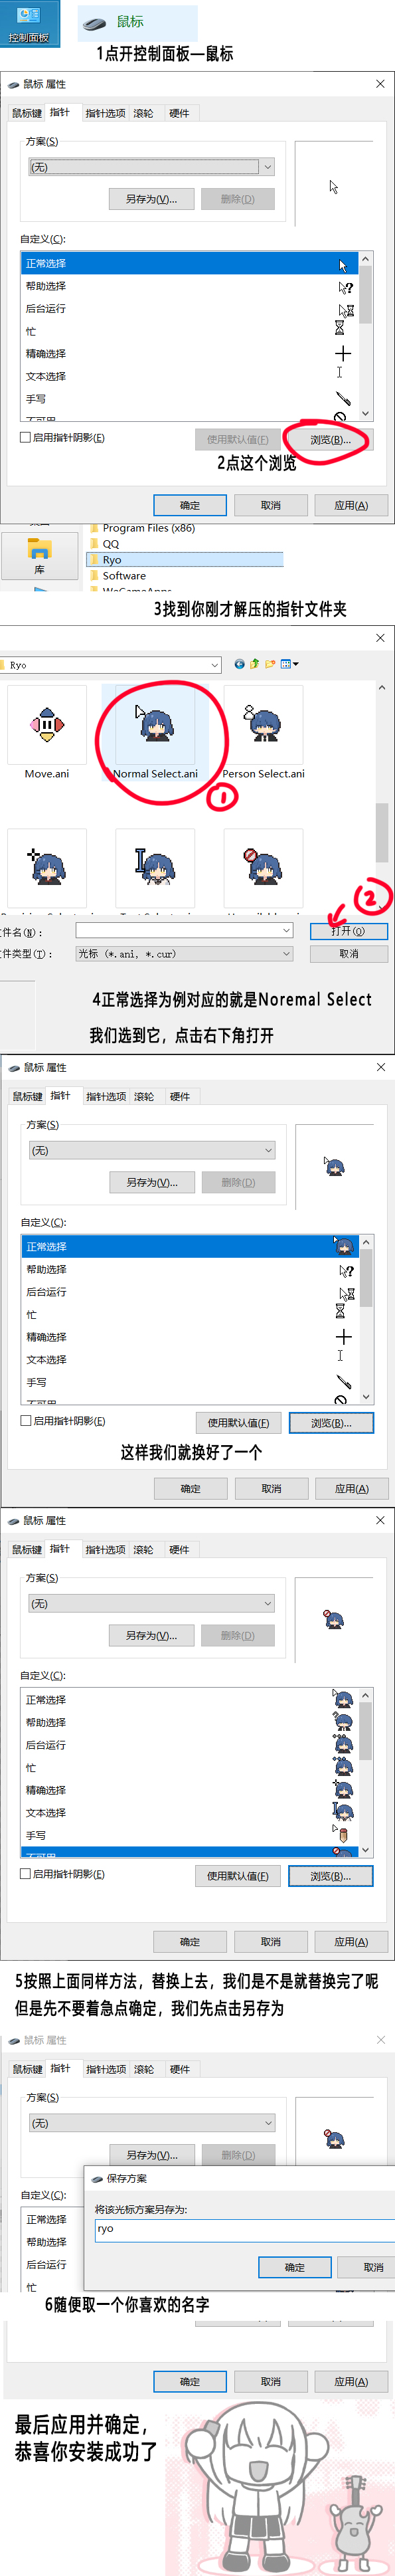 控制面板
鼠标
1点开控制面板—鼠标
鼠标 属性
鼠标键 指针 指针选项 滚轮 硬件
方案(S)
(无)
另存为(V)... 删除(D)
自定义(C):
正常选择
帮助选择
后台运行
忙
精确选择
文本选择
手写
不可用
启用指针阴影(E) 使用默认值(F) 浏览(B)...
2点这个浏览
确定 取消 应用(A)
Program Files (x86)
QQ
库
Ryo
Software
WeGameApps
3找到你刚才解压的指针文件夹
Ryo
Move.ani Normal Select.ani Person Select.ani
1
2
件名(N): 打开(O)
件类型(T): 光标 (*.ani, *.cur) 取消
4正常选择为例对应的就是Noremal Select
我们选到它，点击右下角打开
鼠标 属性
鼠标键 指针 指针选项 滚轮 硬件
方案(S)
(无)
另存为(V)... 删除(D)
自定义(C):
正常选择
帮助选择
后台运行
忙
精确选择
文本选择
手写
不可用
启用指针阴影(E) 使用默认值(F) 浏览(B)...
这样我们就换好了一个
确定 取消 应用(A)
鼠标 属性
鼠标键 指针 指针选项 滚轮 硬件
方案(S)
(无)
另存为(V)... 删除(D)
自定义(C):
正常选择
帮助选择
后台运行
忙
精确选择
文本选择
手写
不可用
启用指针阴影(E) 使用默认值(F) 浏览(B)...
确定 取消 应用(A)
5按照上面同样方法，替换上去，我们是不是就替换完了呢
但是先不要着急点确定，我们先点击另存为
鼠标 属性
鼠标键 指针 指针选项 滚轮 硬件
方案(S)
(无)
另存为(V)... 删除(D)
自定义(C):
正常选择
帮助选择
后台运行
忙
保存方案
将该光标方案另存为:
ryo
确定 取消
6随便取一个你喜欢的名字
确定 取消 应用(A)
最后应用并确定，
恭喜你安装成功了